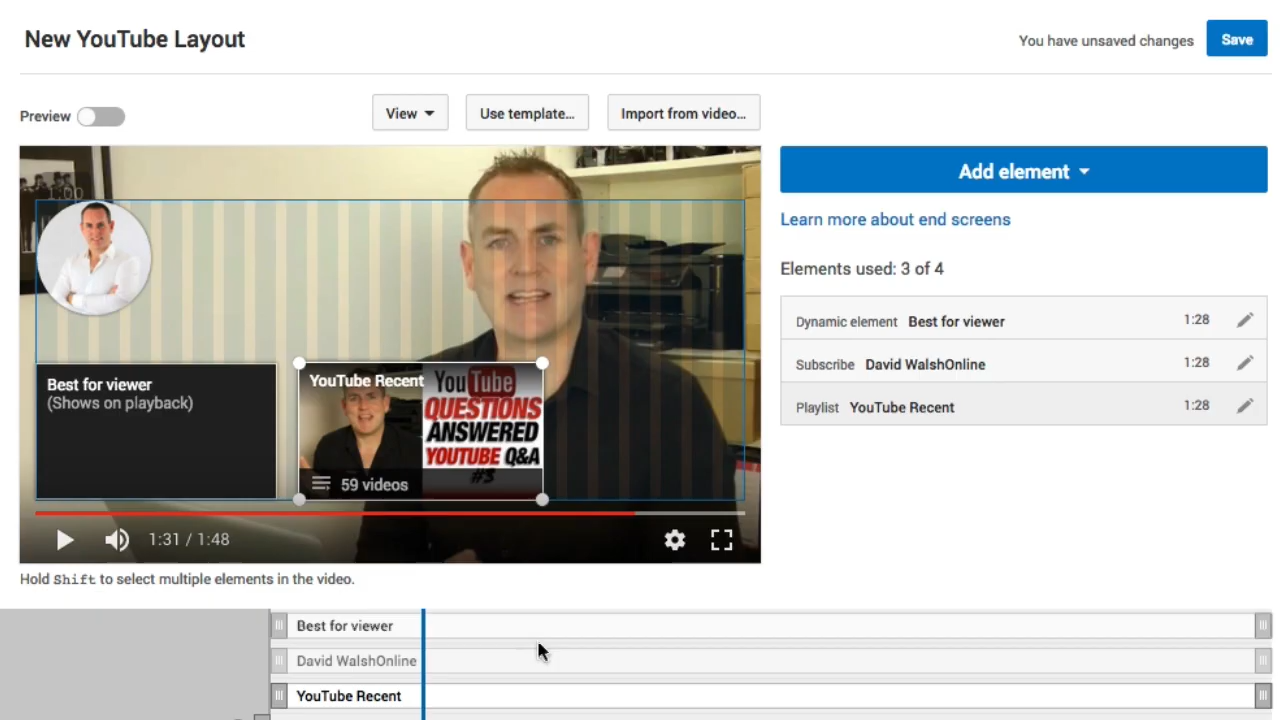 New YouTube Layout
You have unsaved changes
Save
Preview
View
Use template...
Import from video...
1:00
Add element
Learn more about end screens
Elements used: 3 of 4
Dynamic element Best for viewer 1:28
Subscribe David WalshOnline 1:28
Playlist YouTube Recent 1:28
Best for viewer
(Shows on playback)
YouTube Recent
YouTube
QUESTIONS
ANSWERED
YOUTUBE Q&A
#3
59 videos
1:31 / 1:48
Hold Shift to select multiple elements in the video.
Best for viewer
David WalshOnline
YouTube Recent